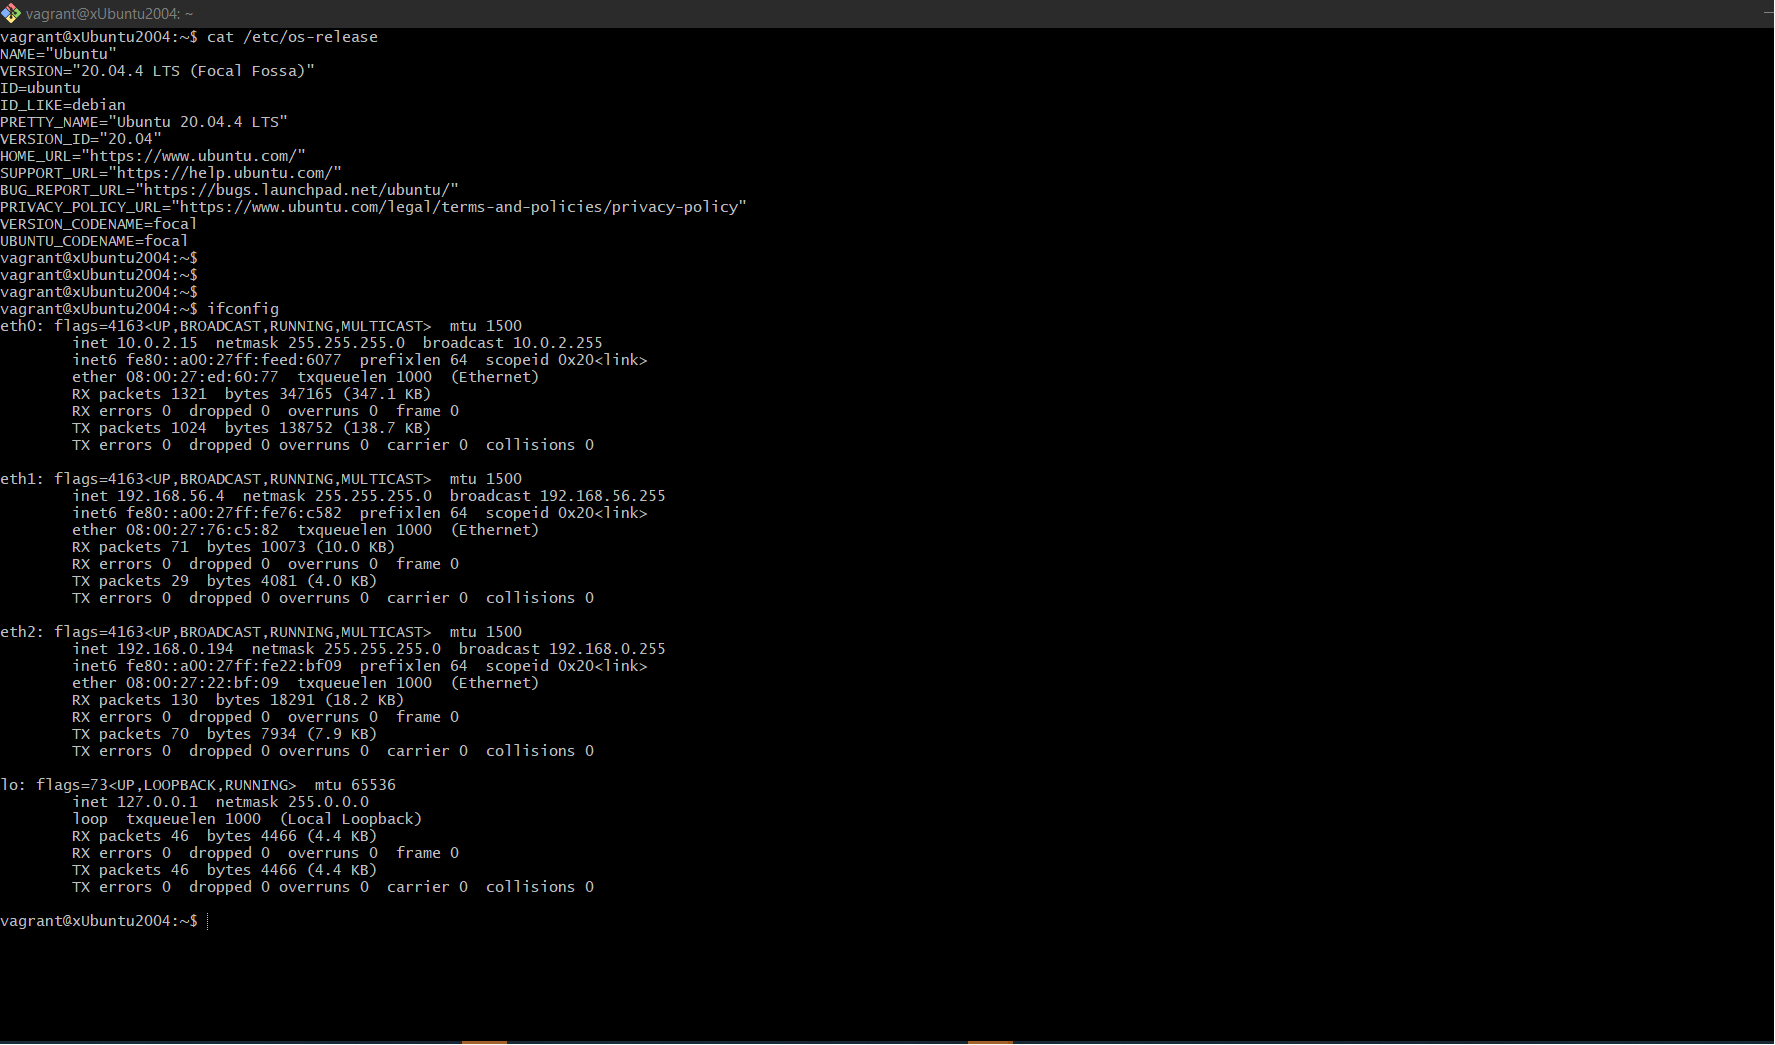 vagrant@xUbuntu2004: ~
vagrant@xUbuntu2004:~$ cat /etc/os-release
NAME="Ubuntu"
VERSION="20.04.4 LTS (Focal Fossa)"
ID=ubuntu
ID_LIKE=debian
PRETTY_NAME="Ubuntu 20.04.4 LTS"
VERSION_ID="20.04"
HOME_URL="https://www.ubuntu.com/"
SUPPORT_URL="https://help.ubuntu.com/"
BUG_REPORT_URL="https://bugs.launchpad.net/ubuntu/"
PRIVACY_POLICY_URL="https://www.ubuntu.com/legal/terms-and-policies/privacy-policy"
VERSION_CODENAME=focal
UBUNTU_CODENAME=focal
vagrant@xUbuntu2004:~$
vagrant@xUbuntu2004:~$
vagrant@xUbuntu2004:~$
vagrant@xUbuntu2004:~$ ifconfig
eth0: flags=4163<UP,BROADCAST,RUNNING,MULTICAST>  mtu 1500
        inet 10.0.2.15  netmask 255.255.255.0  broadcast 10.0.2.255
        inet6 fe80::a00:27ff:feed:6077  prefixlen 64  scopeid 0x20<link>
        ether 08:00:27:ed:60:77  txqueuelen 1000  (Ethernet)
        RX packets 1321  bytes 347165 (347.1 KB)
        RX errors 0  dropped 0  overruns 0  frame 0
        TX packets 1024  bytes 138752 (138.7 KB)
        TX errors 0  dropped 0 overruns 0  carrier 0  collisions 0

eth1: flags=4163<UP,BROADCAST,RUNNING,MULTICAST>  mtu 1500
        inet 192.168.56.4  netmask 255.255.255.0  broadcast 192.168.56.255
        inet6 fe80::a00:27ff:fe76:c582  prefixlen 64  scopeid 0x20<link>
        ether 08:00:27:76:c5:82  txqueuelen 1000  (Ethernet)
        RX packets 71  bytes 10073 (10.0 KB)
        RX errors 0  dropped 0  overruns 0  frame 0
        TX packets 29  bytes 4081 (4.0 KB)
        TX errors 0  dropped 0 overruns 0  carrier 0  collisions 0

eth2: flags=4163<UP,BROADCAST,RUNNING,MULTICAST>  mtu 1500
        inet 192.168.0.194  netmask 255.255.255.0  broadcast 192.168.0.255
        inet6 fe80::a00:27ff:fe22:bf09  prefixlen 64  scopeid 0x20<link>
        ether 08:00:27:22:bf:09  txqueuelen 1000  (Ethernet)
        RX packets 130  bytes 18291 (18.2 KB)
        RX errors 0  dropped 0  overruns 0  frame 0
        TX packets 70  bytes 7934 (7.9 KB)
        TX errors 0  dropped 0 overruns 0  carrier 0  collisions 0

lo: flags=73<UP,LOOPBACK,RUNNING>  mtu 65536
        inet 127.0.0.1  netmask 255.0.0.0
        loop  txqueuelen 1000  (Local Loopback)
        RX packets 46  bytes 4466 (4.4 KB)
        RX errors 0  dropped 0  overruns 0  frame 0
        TX packets 46  bytes 4466 (4.4 KB)
        TX errors 0  dropped 0 overruns 0  carrier 0  collisions 0

vagrant@xUbuntu2004:~$